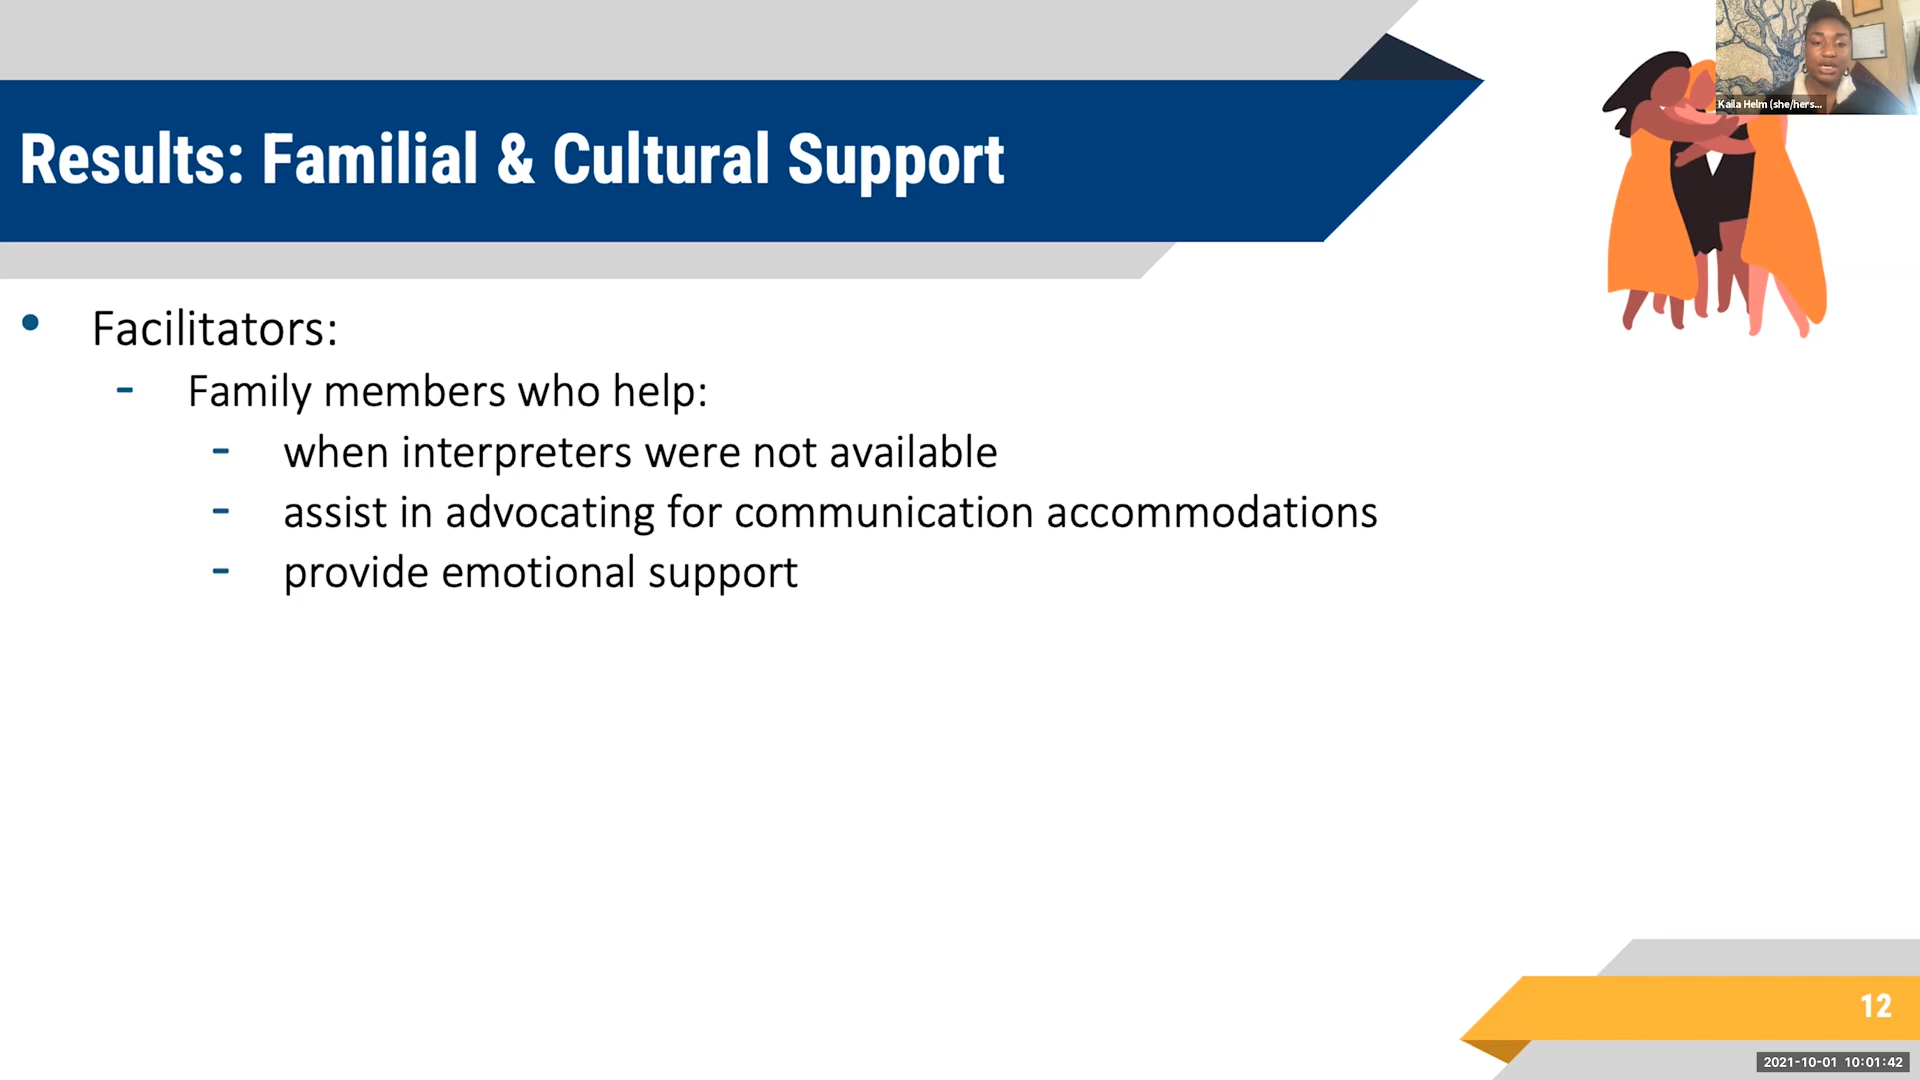 Results: Familial & Cultural Support
Kaila Helm (she/hers...
• Facilitators:
- Family members who help:
- when interpreters were not available
- assist in advocating for communication accommodations
- provide emotional support
12
2021-10-01 10:01:42